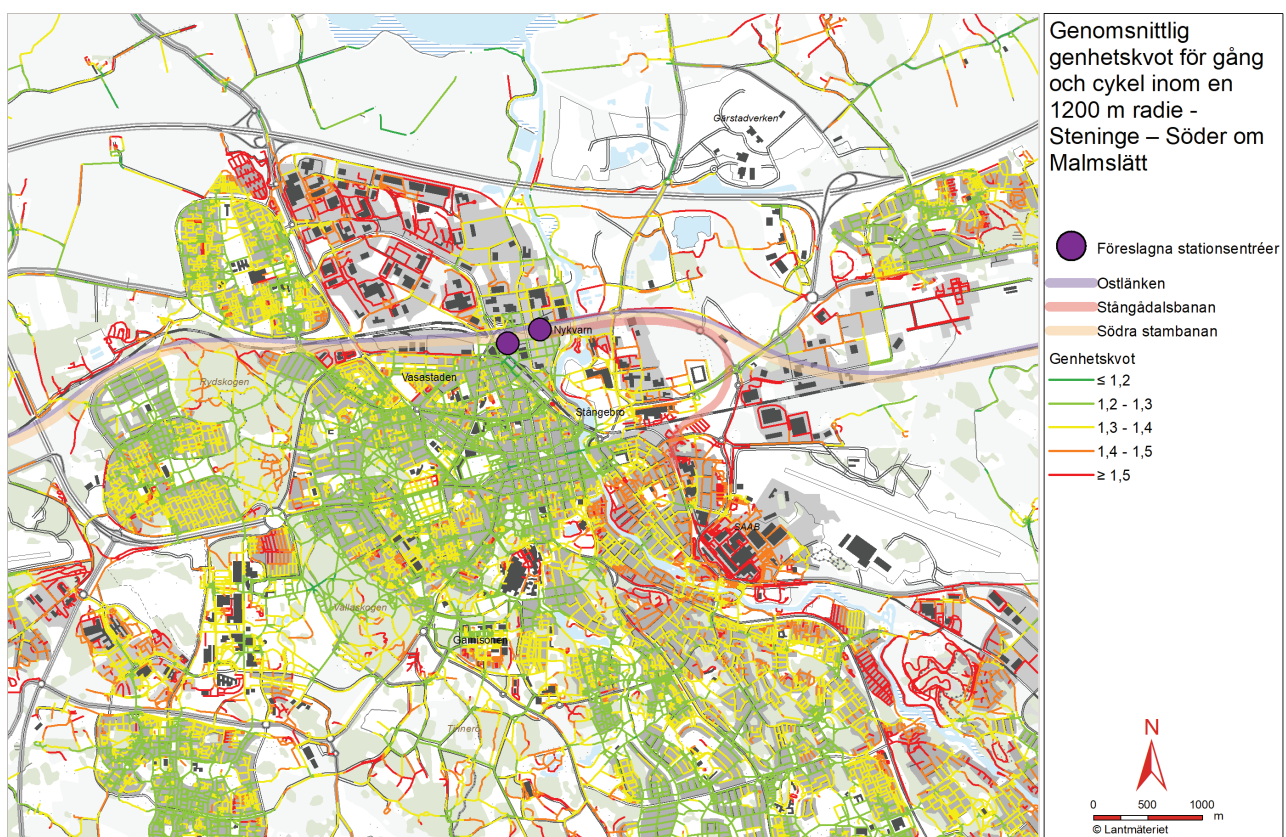 Genomsnittlig
genhetskvot för gång
och cykel inom en
1200 m radie -
Steninge – Söder om
Malmslätt
Föreslagna stationsentréer
Ostlänken
Stångådalsbanan
Södra stambanan
Genhetskvot
≤ 1,2
1,2 - 1,3
1,3 - 1,4
1,4 - 1,5
≥ 1,5
N
0 500 1000
m
© Lantmäteriet
Gärstadverken
Nykvarn
Rydskogen
Vasastaden
Stångebro
SAAB
Vallaskogen
Garnisonen
Tinnerö